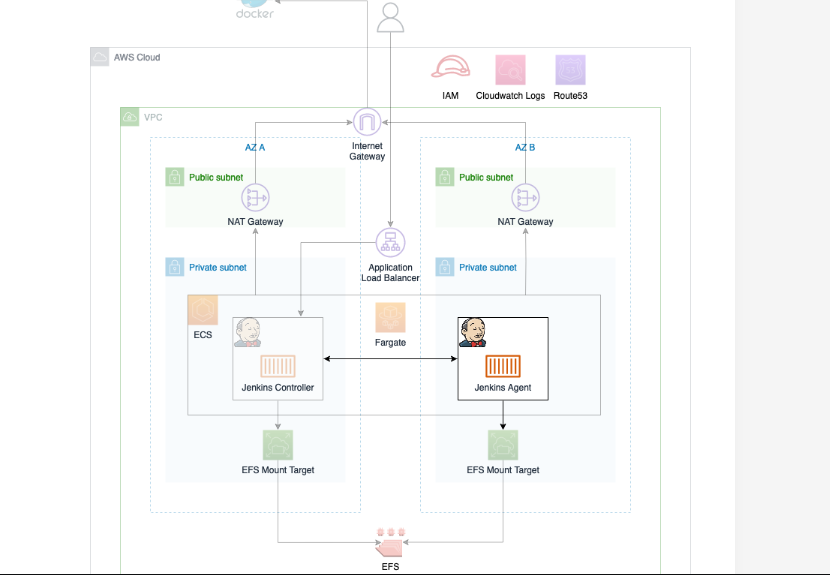 docker
AWS Cloud
IAM
Cloudwatch Logs
Route53
VPC
Internet
Gateway
AZ A
AZ B
Public subnet
Public subnet
NAT Gateway
NAT Gateway
Application
Load Balancer
Private subnet
Private subnet
ECS
Fargate
Jenkins Controller
Jenkins Agent
EFS Mount Target
EFS Mount Target
EFS